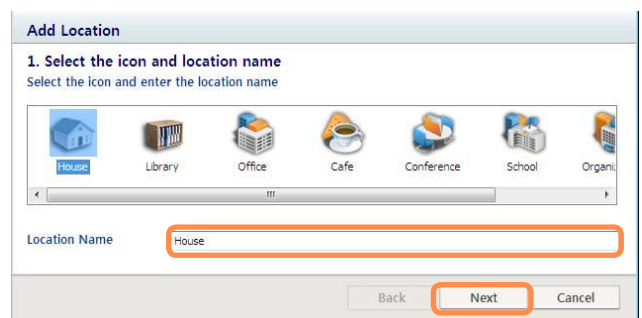 Add Location
1. Select the icon and location name
Select the icon and enter the location name
House Library Office Cafe Conference School
Location Name House
Back Next Cancel